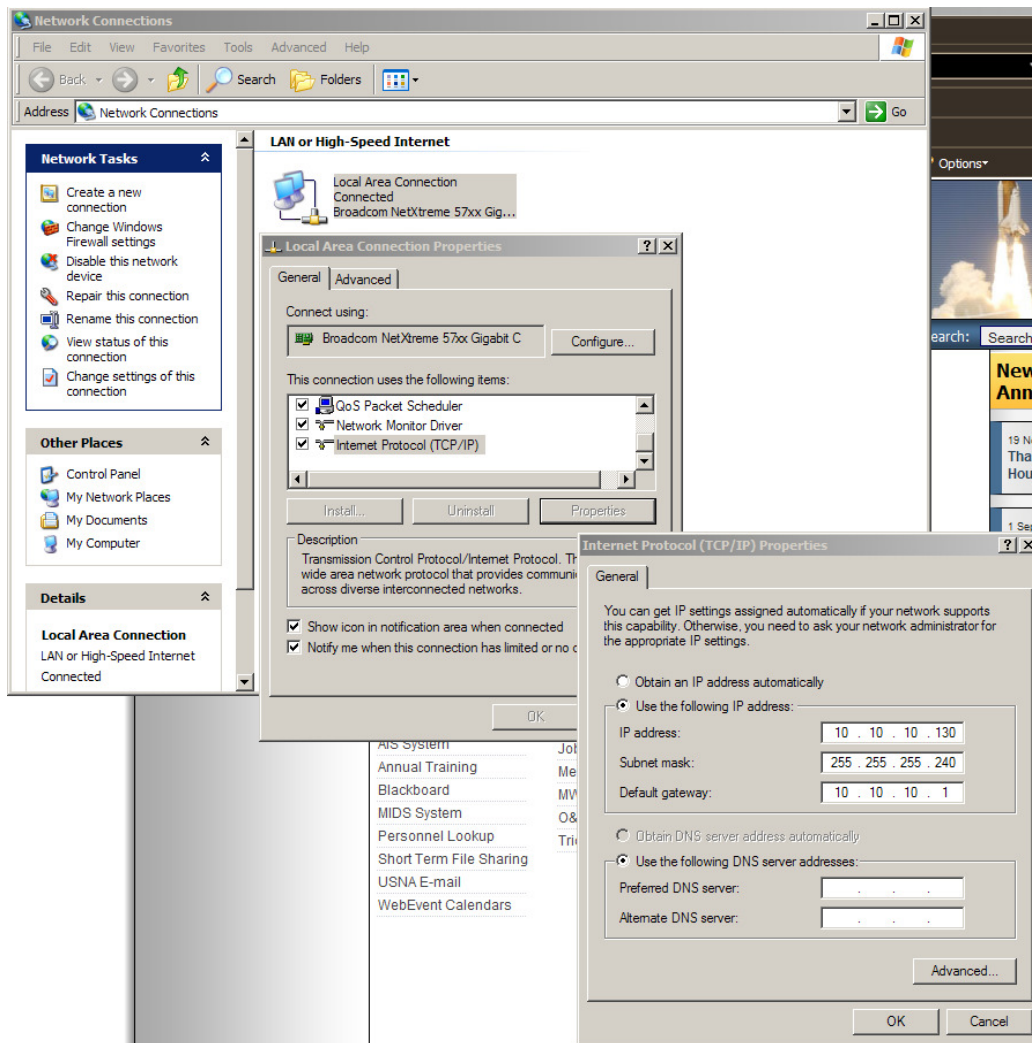 Network Connections
File Edit View Favorites Tools Advanced Help
Back Search Folders
Address Network Connections Go
Network Tasks
Create a new
connection
Change Windows
Firewall settings
Disable this network
device
Repair this connection
Rename this connection
View status of this
connection
Change settings of this
connection
Other Places
Control Panel
My Network Places
My Documents
My Computer
Details
Local Area Connection
LAN or High-Speed Internet
Connected
LAN or High-Speed Internet
Local Area Connection
Connected
Broadcom NetXtreme 57xx Gig...
Local Area Connection Properties
General Advanced
Connect using:
Broadcom NetXtreme 57xx Gigabit C
Configure...
This connection uses the following items:
QoS Packet Scheduler
Network Monitor Driver
Internet Protocol (TCP/IP)
Install... Uninstall Properties
Description
Transmission Control Protocol/Internet Protocol. Th
wide area network protocol that provides communi
across diverse interconnected networks.
Show icon in notification area when connected
Notify me when this connection has limited or no c
OK
Internet Protocol (TCP/IP) Properties
General
You can get IP settings assigned automatically if your network supports
this capability. Otherwise, you need to ask your network administrator for
the appropriate IP settings.
Obtain an IP address automatically
Use the following IP address:
IP address: 10 . 10 . 10 . 130
Subnet mask: 255 . 255 . 255 . 240
Default gateway: 10 . 10 . 10 . 1
Obtain DNS server address automatically
Use the following DNS server addresses:
Preferred DNS server: . . .
Alternate DNS server: . . .
Advanced...
OK Cancel
Options
earch: Search
New
Ann
19 N
Tha
Hou
1 Sep
AIS System
Annual Training
Blackboard
MIDS System
Personnel Lookup
Short Term File Sharing
USNA E-mail
WebEvent Calendars
Job
Me
O&
Tri